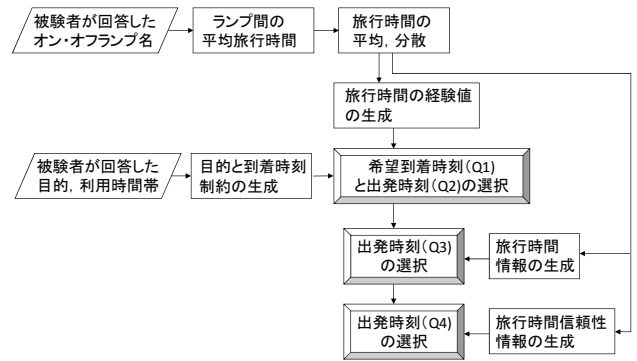 被験者が回答した
オン・オフランプ名
ランプ間の
平均旅行時間
旅行時間の
平均，分散
旅行時間の経験値
の生成
被験者が回答した
目的，利用時間帯
目的と到着時刻
制約の生成
希望到着時刻（Q1）
と出発時刻（Q2）の選択
出発時刻（Q3）
の選択
旅行時間
情報の生成
出発時刻（Q4）
の選択
旅行時間信頼性
情報の生成